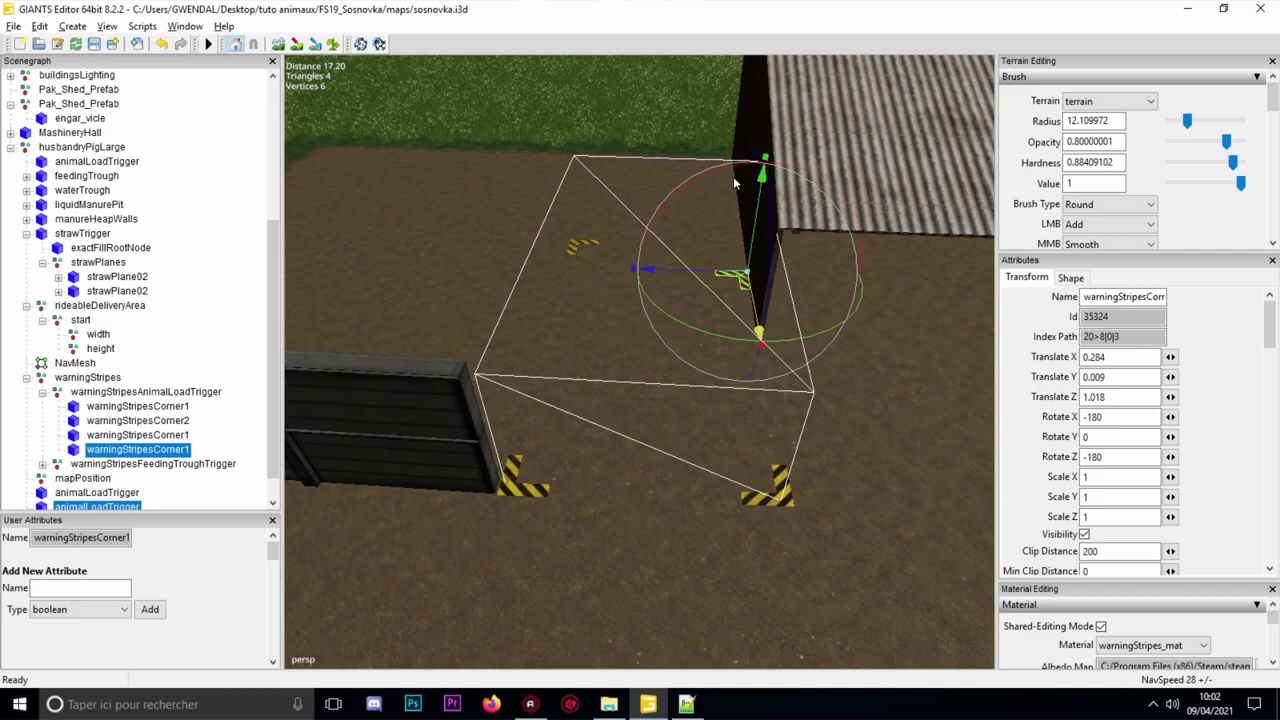 GIANTS Editor 64bit 8.2.2 - C:/Users/GWENDAL/Desktop/tuto animaux/FS19_Sosnovka/maps/sosnovka.i3d
File Edit Create View Scripts Window Help
Scenegraph
buildingsLighting
Pak_Shed_Prefab
Pak_Shed_Prefab
engar_vicle
MashineryHall
husbandryPigLarge
animalLoadTrigger
feedingTrough
waterTrough
liquidManurePit
manureHeapWalls
strawTrigger
exactFillRootNode
strawPlanes
strawPlane02
strawPlane02
rideableDeliveryArea
start
width
height
NavMesh
warningStripes
warningStripesAnimalLoadTrigger
warningStripesCorner1
warningStripesCorner2
warningStripesCorner1
warningStripesCorner1
warningStripesFeedingTroughTrigger
mapPosition
animalLoadTrigger
animalLoadTrigger
User Attributes
Name warningStripesCorner1
Add New Attribute
Name
Type boolean Add
Ready
Distance 17.20
Triangles 4
Vertices 6
persp
Terrain Editing
Brush
Terrain terrain
Radius 12.109972
Opacity 0.80000001
Hardness 0.88409102
Value 1
Brush Type Round
LMB Add
MMB Smooth
Attributes
Transform Shape
Name warningStripesCorr
Id 35324
Index Path 20>8|0|3
Translate X 0.284
Translate Y 0.009
Translate Z 1.018
Rotate X -180
Rotate Y 0
Rotate Z -180
Scale X 1
Scale Y 1
Scale Z 1
Visibility
Clip Distance 200
Min Clip Distance 0
Material Editing
Material
Shared-Editing Mode
Material warningStripes_mat
Albedo Map C:/Program Files (x86)/Steam/steam
NavSpeed 28 +/-
Taper ici pour rechercher
10:02
09/04/2021